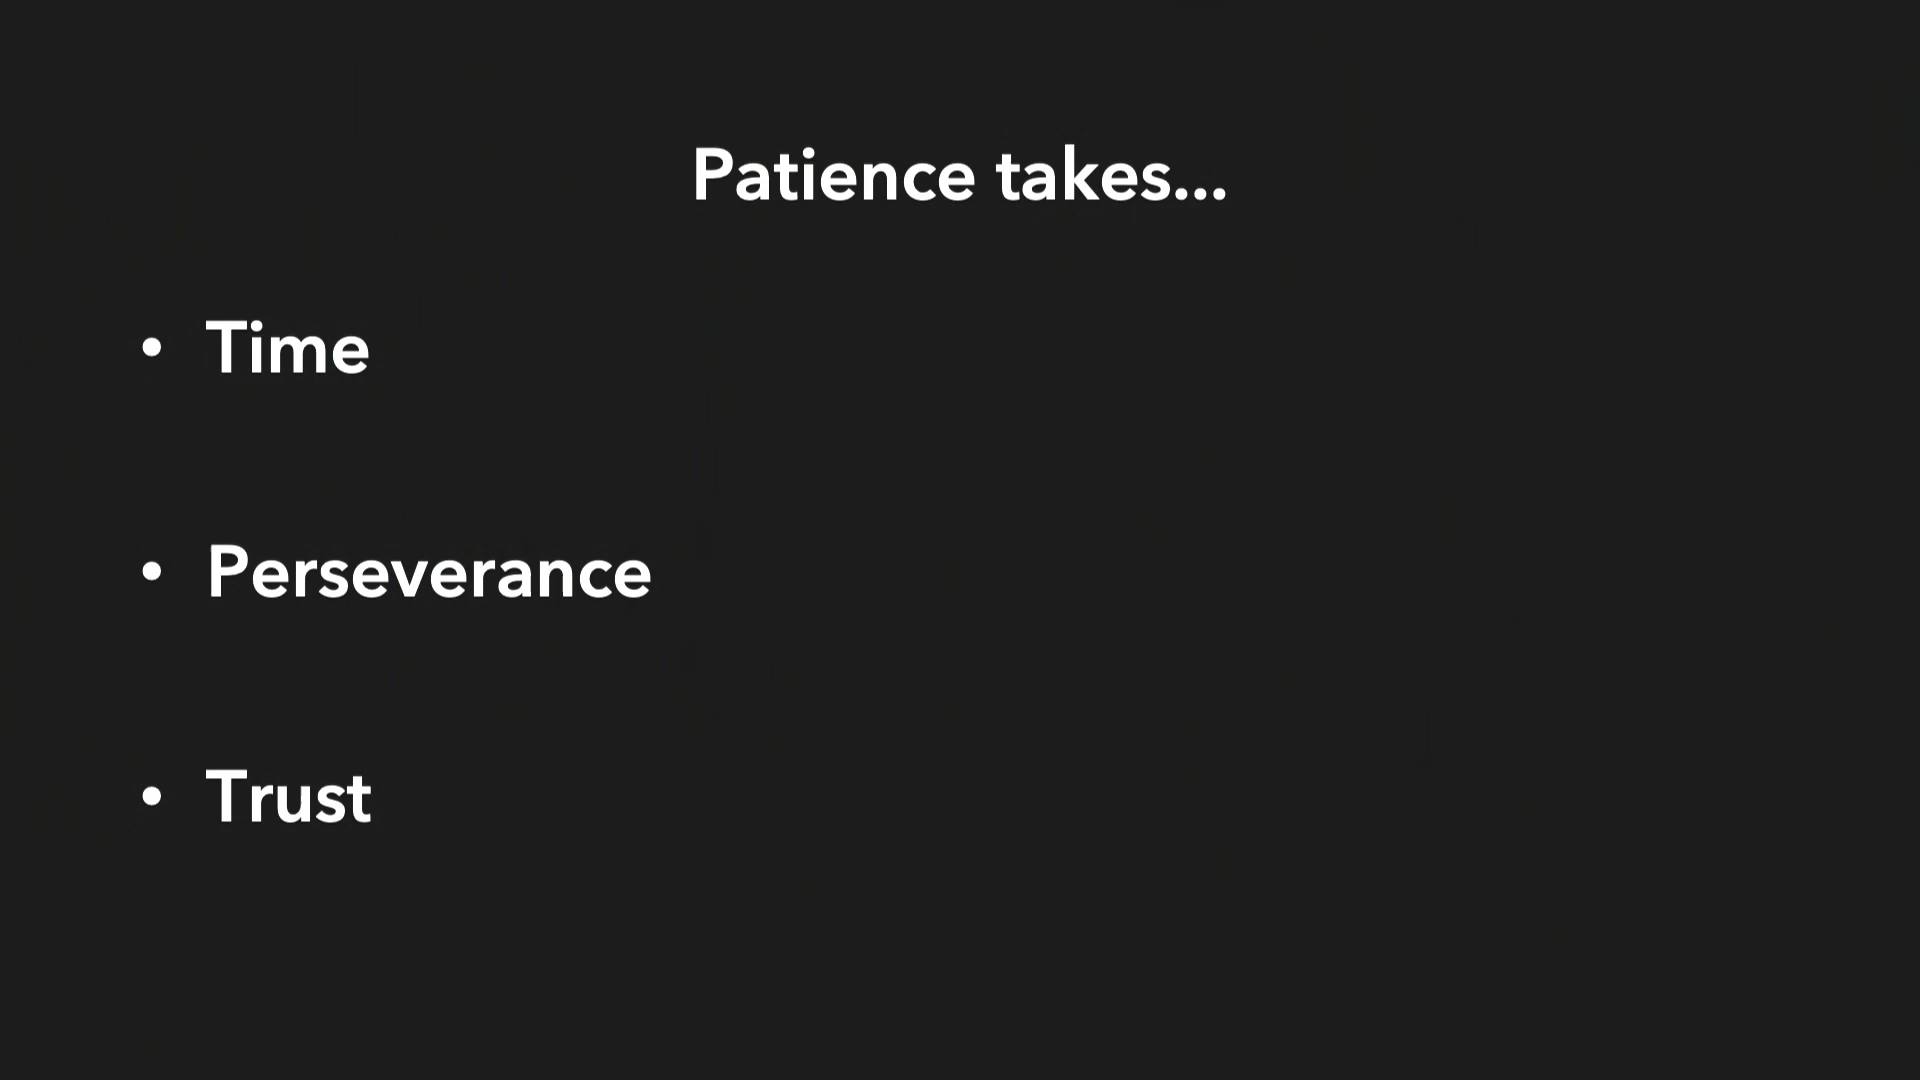 Patience takes...
• Time
• Perseverance
• Trust